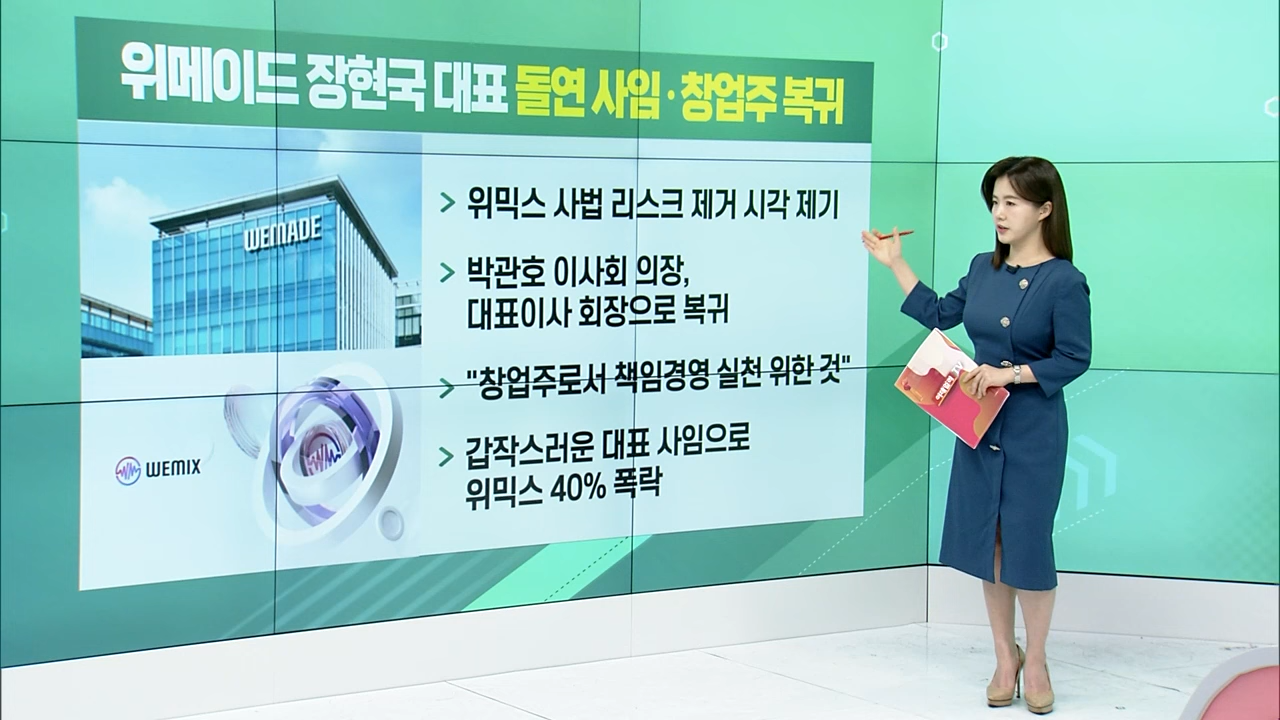 위메이드 장현국 대표 돌연 사임·창업주 복귀
WEMADE
> 위믹스 사법 리스크 제거 시각 제기
> 박관호 이사회 의장,
대표이사 회장으로 복귀
> "창업주로서 책임경영 실천 위한 것"
> 갑작스러운 대표 사임으로
위믹스 40% 폭락
WEMIX